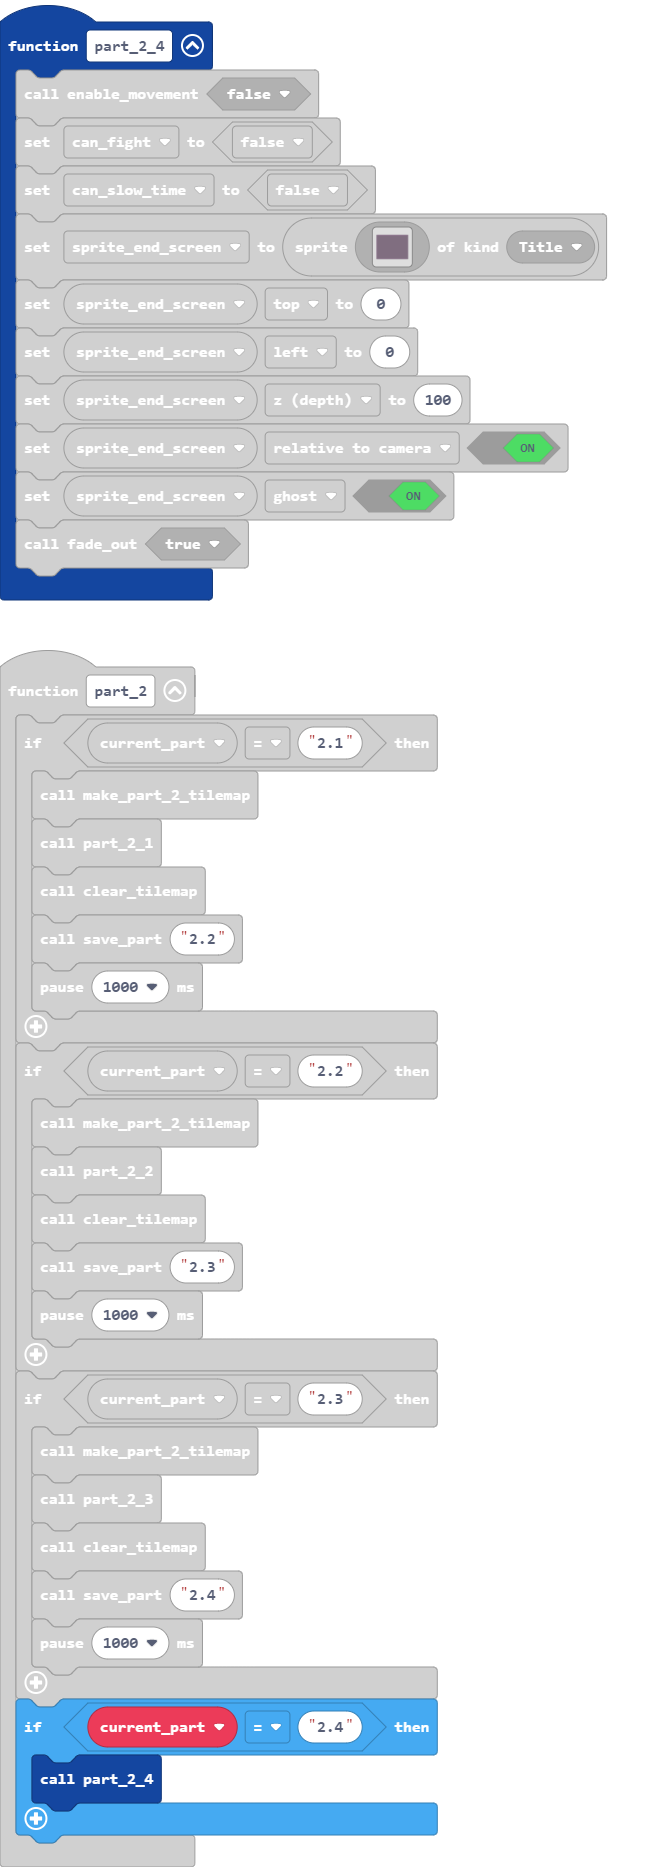 function part_2_4
call enable_movement false
set can_fight to false
set can_slow_time to false
set sprite_end_screen to sprite of kind Title
set sprite_end_screen top to 0
set sprite_end_screen left to 0
set sprite_end_screen z (depth) to 100
set sprite_end_screen relative to camera ON
set sprite_end_screen ghost ON
call fade_out true
function part_2
if current_part = "2.1" then
call make_part_2_tilemap
call part_2_1
call clear_tilemap
call save_part "2.2"
pause 1000 ms
if current_part = "2.2" then
call make_part_2_tilemap
call part_2_2
call clear_tilemap
call save_part "2.3"
pause 1000 ms
if current_part = "2.3" then
call make_part_2_tilemap
call part_2_3
call clear_tilemap
call save_part "2.4"
pause 1000 ms
if current_part = "2.4" then
call part_2_4